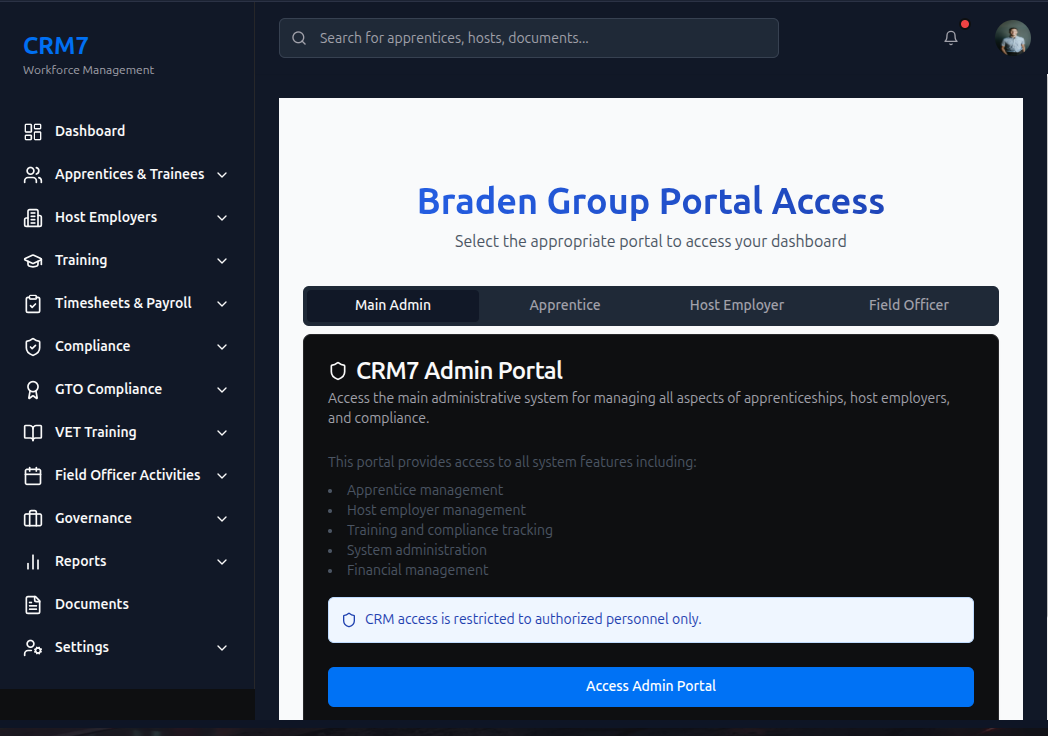 CRM7
Workforce Management
Dashboard
Apprentices & Trainees
Host Employers
Training
Timesheets & Payroll
Compliance
GTO Compliance
VET Training
Field Officer Activities
Governance
Reports
Documents
Settings
Search for apprentices, hosts, documents...
Braden Group Portal Access
Select the appropriate portal to access your dashboard
Main Admin
Apprentice
Host Employer
Field Officer
CRM7 Admin Portal
Access the main administrative system for managing all aspects of apprenticeships, host employers,
and compliance.
This portal provides access to all system features including:
• Apprentice management
• Host employer management
• Training and compliance tracking
• System administration
• Financial management
CRM access is restricted to authorized personnel only.
Access Admin Portal